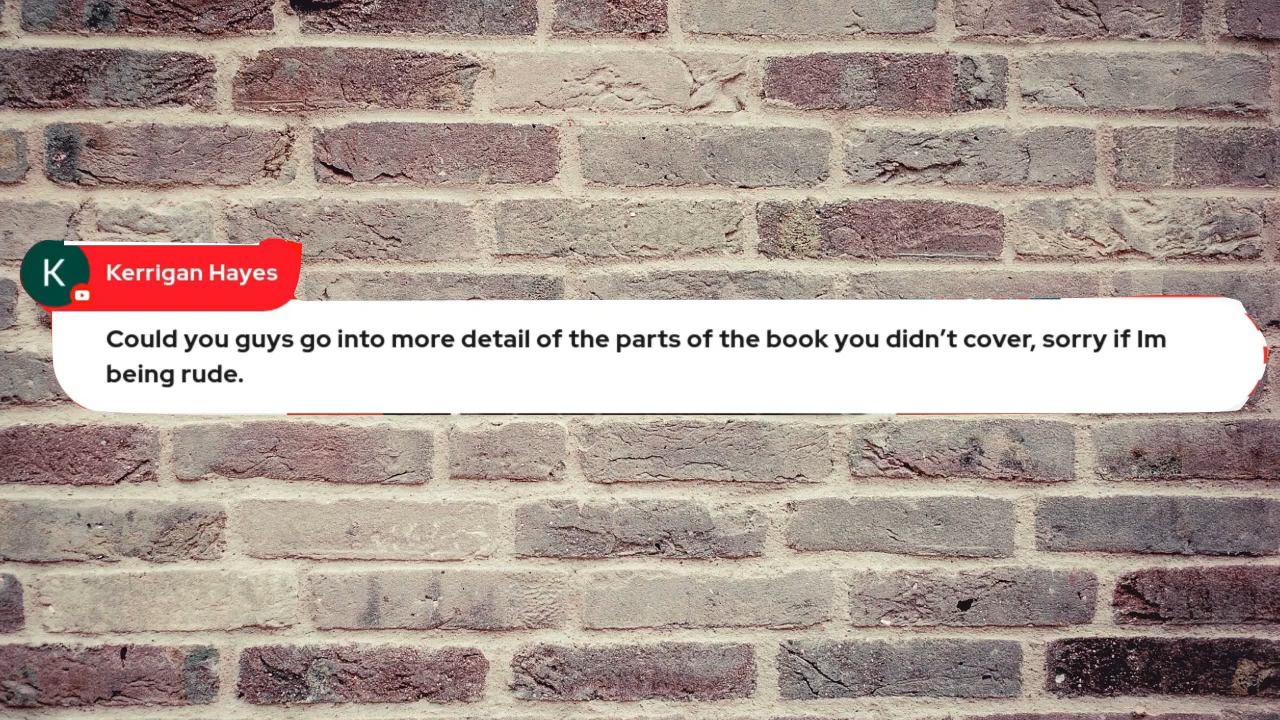 K
Kerrigan Hayes
Could you guys go into more detail of the parts of the book you didn’t cover, sorry if Im
being rude.